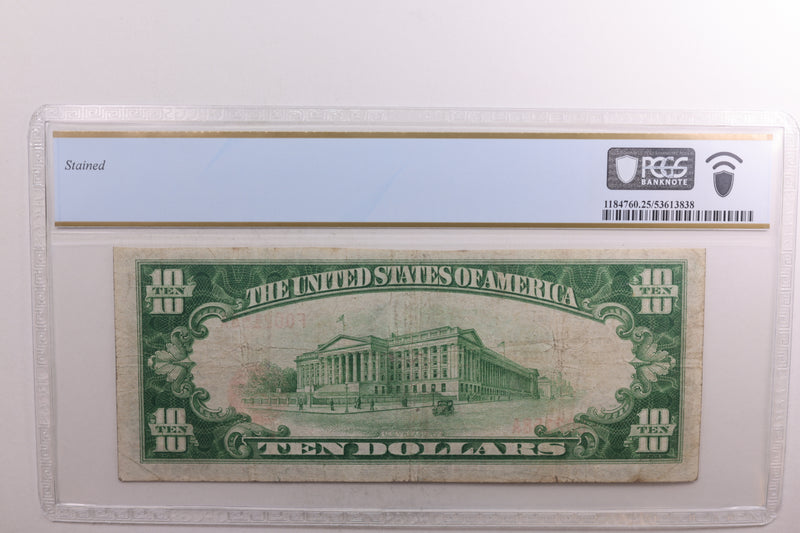 Stained
PCGS
BANKNOTE
1184760.25/53613838
10 TEN 10
THE UNITED STATES OF AMERICA
10 TEN 10
10 TEN 10
TEN DOLLARS
10 TEN 10